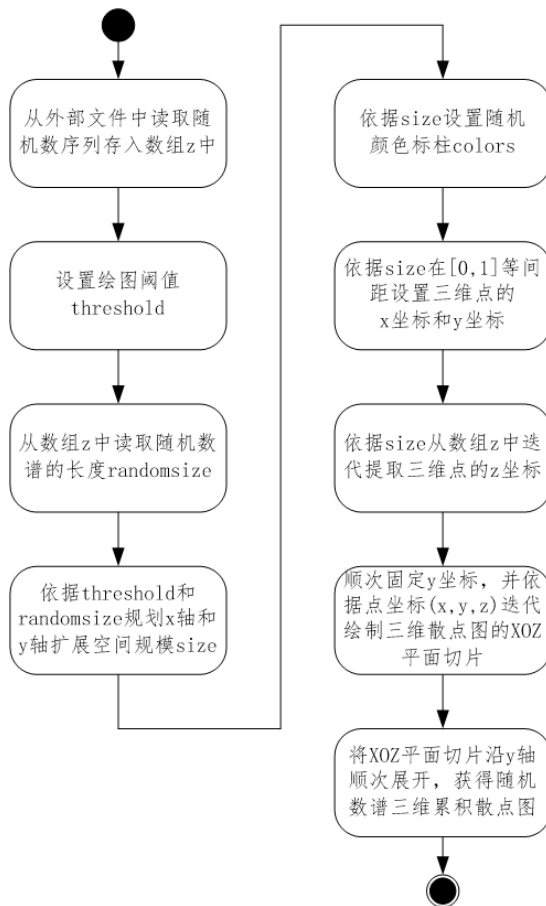 从外部文件中读取随
机数序列存入数组z中
设置绘图阈值
threshold
从数组z中读取随机数
谱的长度randomsize
依据threshold和
randomsize规划x轴和
y轴扩展空间规模size
依据size设置随机
颜色标柱colors
依据size在[0,1]等间
距设置三维点的
x坐标和y坐标
依据size从数组z中迭
代提取三维点的z坐标
顺次固定y坐标，并依
据点坐标(x,y,z)迭代
绘制三维散点图的XOZ
平面切片
将XOZ平面切片沿y轴
顺次展开，获得随机
数谱三维累积散点图